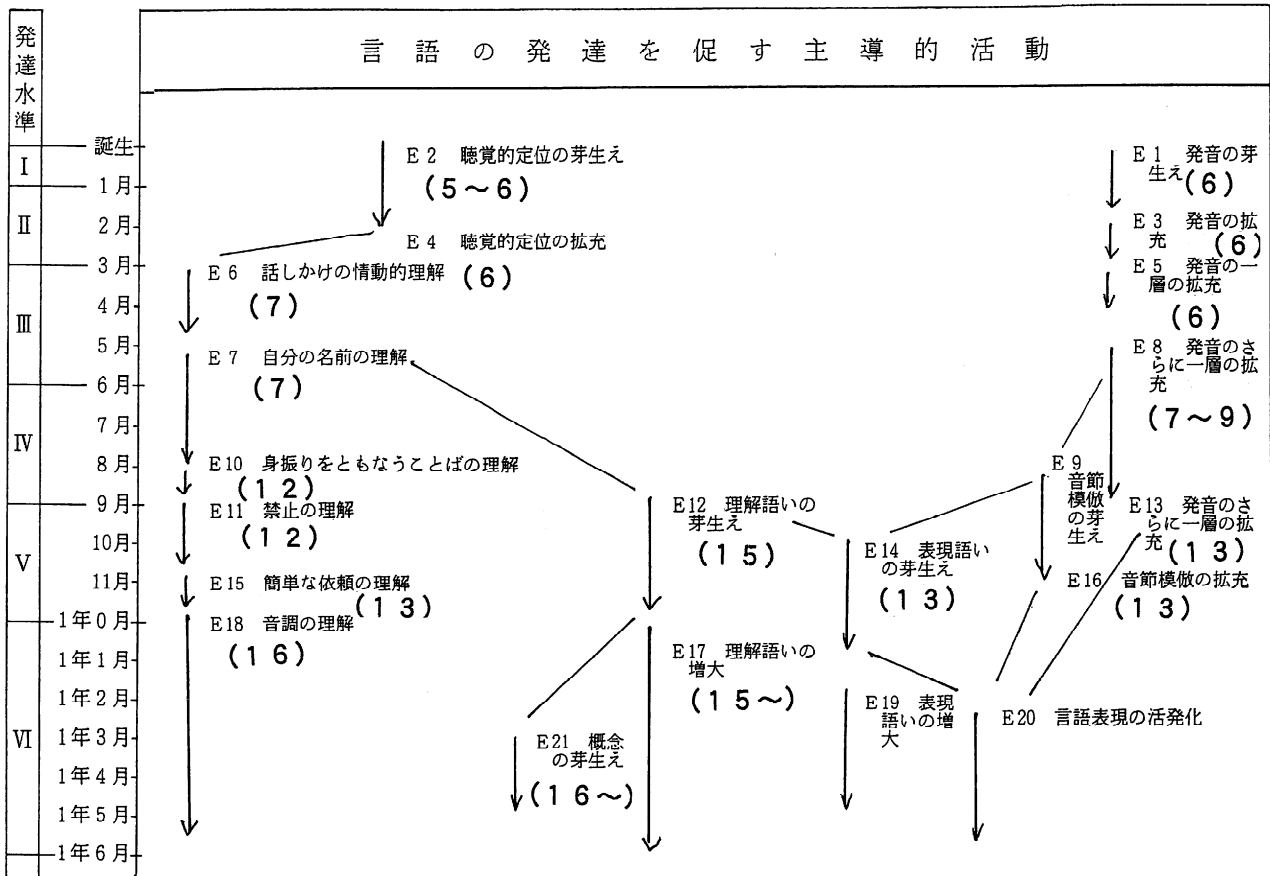 発達水準
言語の発達を促す主導的活動
誕生
Ⅰ
1月
Ⅱ
2月
3月
Ⅲ
4月
5月
6月
Ⅳ
7月
8月
9月
Ⅴ
10月
11月
1年0月
Ⅵ
1年1月
1年2月
1年3月
1年4月
1年5月
1年6月
E2 聴覚的定位の芽生え
(5～6)
E4 聴覚的定位の拡充
(6)
E6 話しかけの情動的理解
(7)
E7 自分の名前の理解
(7)
E10 身振りをともなうことばの理解
(12)
E11 禁止の理解
(12)
E15 簡単な依頼の理解
(13)
E18 音調の理解
(16)
E12 理解語いの
芽生え
(15)
E17 理解語いの
増大
(15～)
E21 概念
の芽生え
(16～)
E14 表現語い
の芽生え
(13)
E19 表現
語いの増
大
E1 発音の芽
生え
(6)
E3 発音の拡
充
(6)
E5 発音の一
層の拡充
(6)
E8 発音のさ
らに一層の拡
充
(7～9)
E9
音節
模倣
の芽
生え
E13 発音のさ
らに一層の拡
充
(13)
E16 音節模倣の拡充
(13)
E20 言語表現の活発化